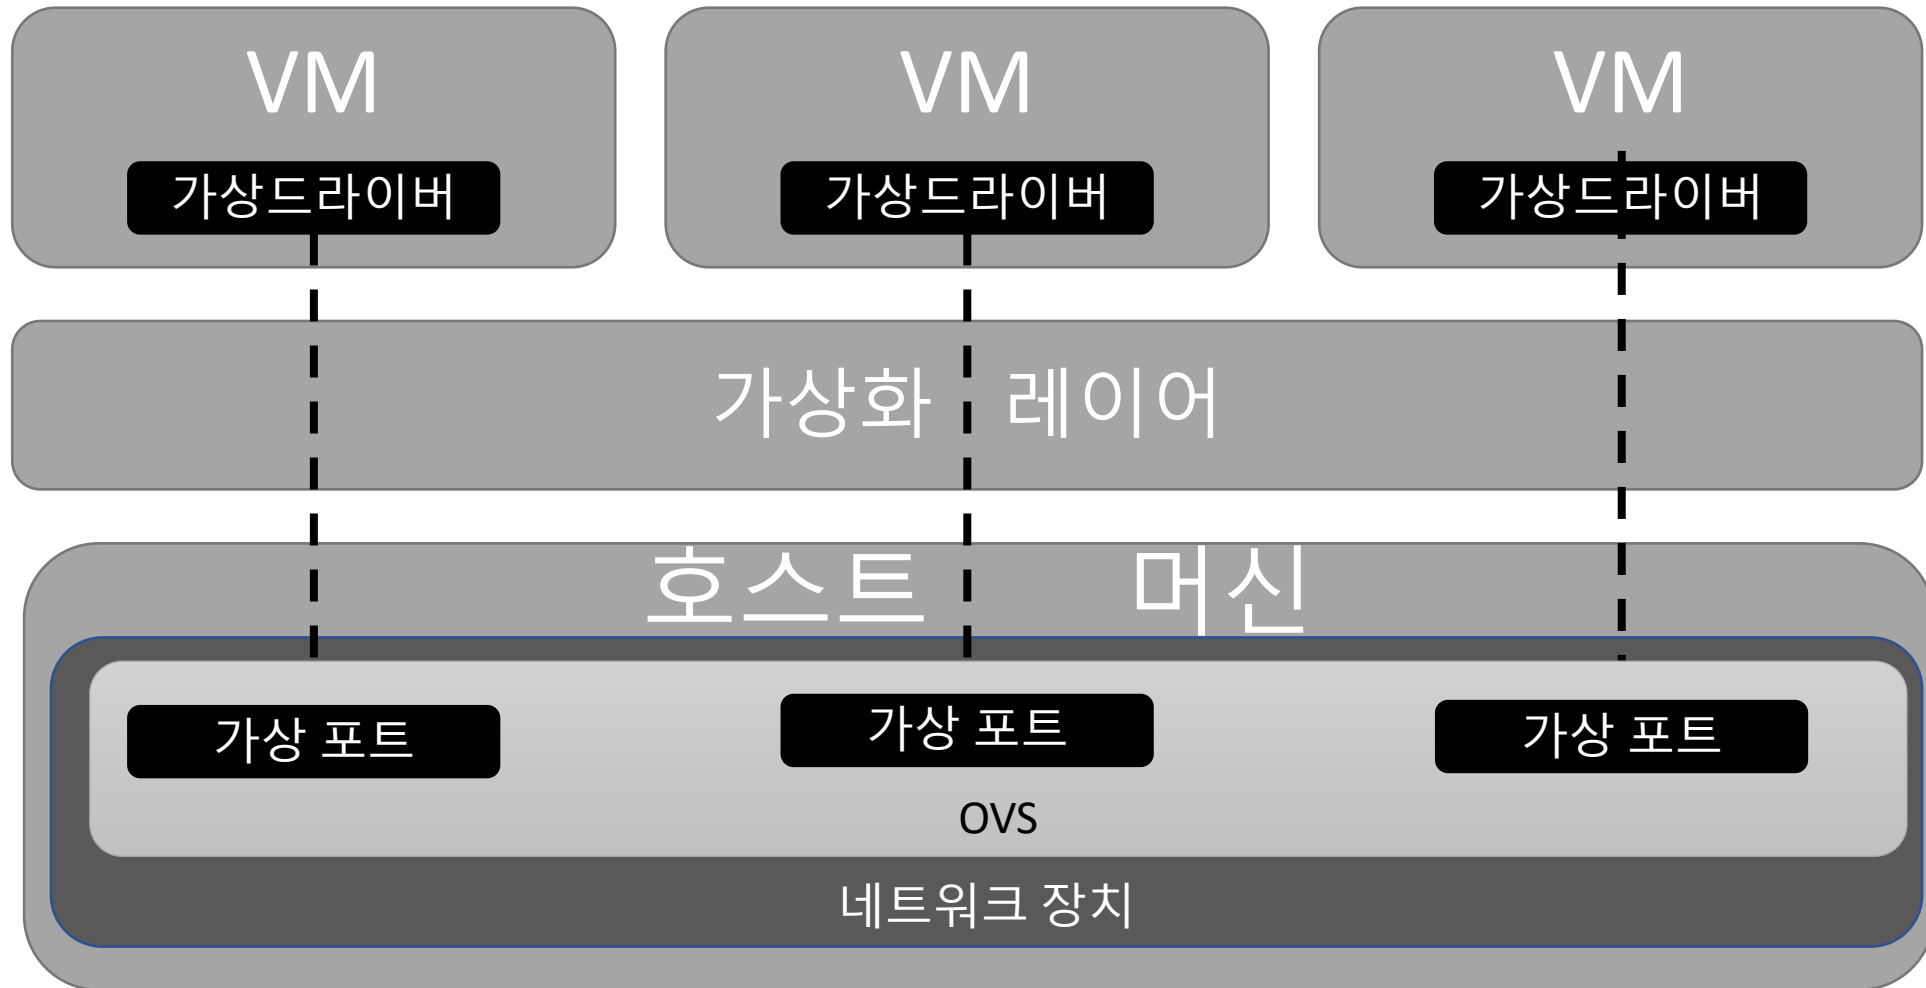 VM
VM
VM
가상드라이버
가상드라이버
가상드라이버
가상화 레이어
호스트 머신
가상 포트
가상 포트
가상 포트
OVS
네트워크 장치